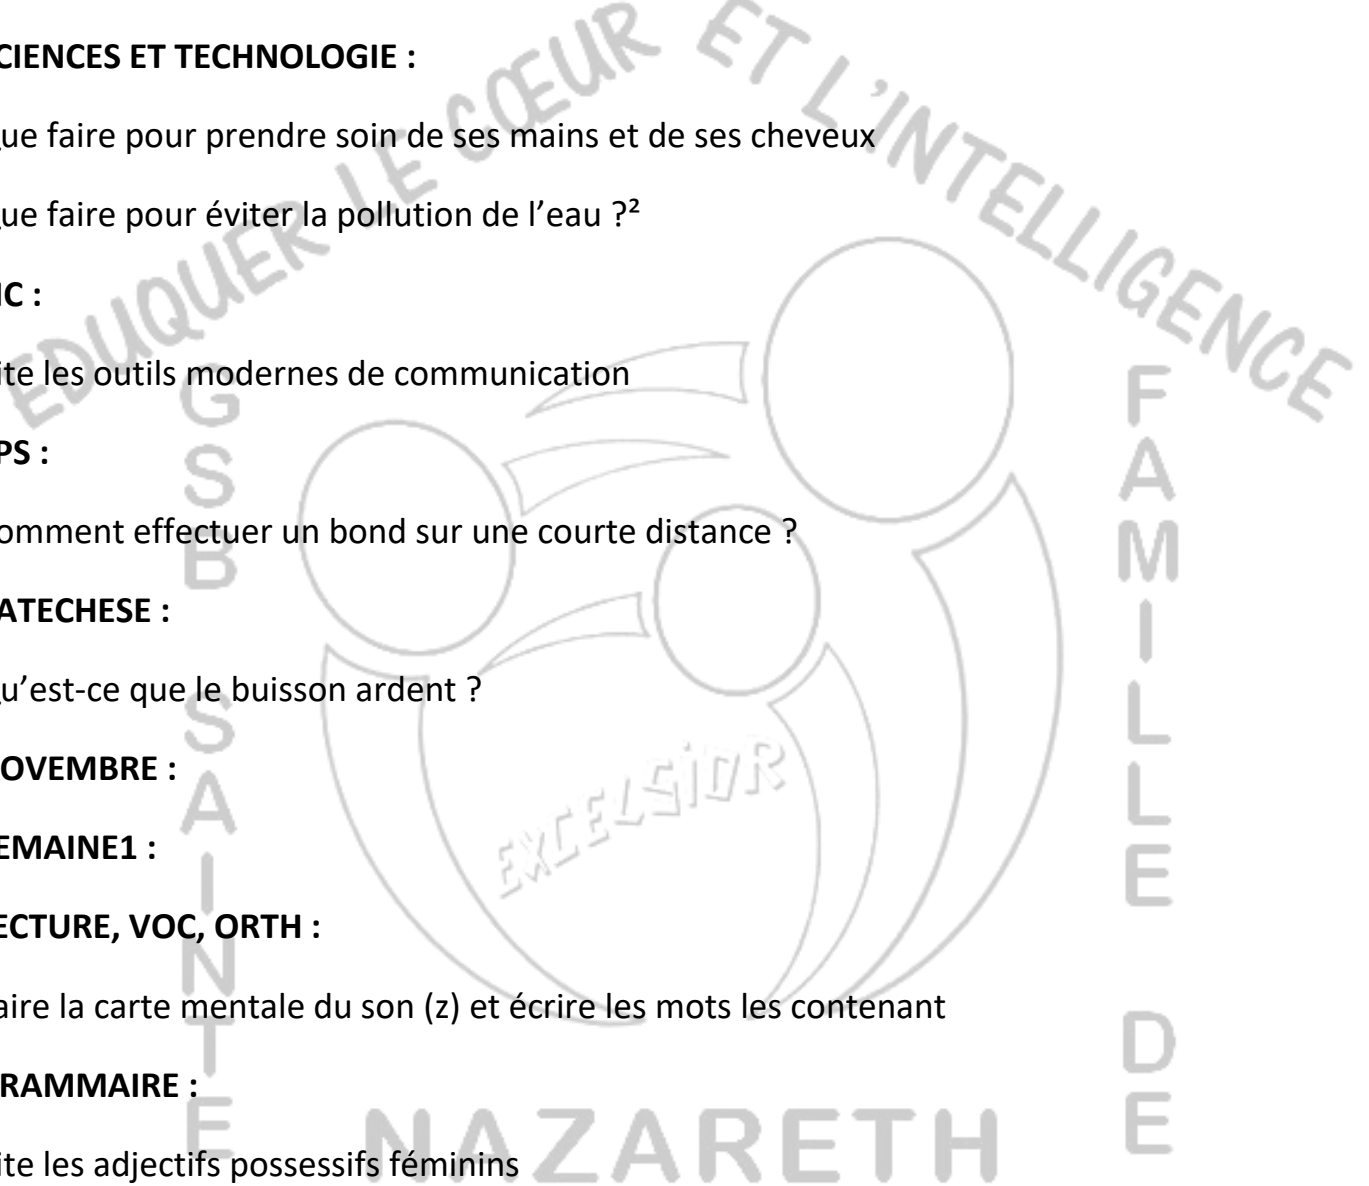 CIENCES ET TECHNOLOGIE :
ue faire pour prendre soin de ses mains et de ses cheveux
ue faire pour éviter la pollution de l'eau ?²
IC :
ite les outils modernes de communication
PS :
omment effectuer un bond sur une courte distance ?
ATECHESE :
u'est-ce que le buisson ardent ?
OVEMBRE :
EMAINE1 :
ECTURE, VOC, ORTH :
aire la carte mentale du son (z) et écrire les mots les contenant
RAMMAIRE :
ite les adjectifs possessifs féminins
EDUQUER LE CŒUR ET L'INTELLIGENCE
GSB SAINTE
FAMILLE DE
NAZARETH
EXCELSIOR